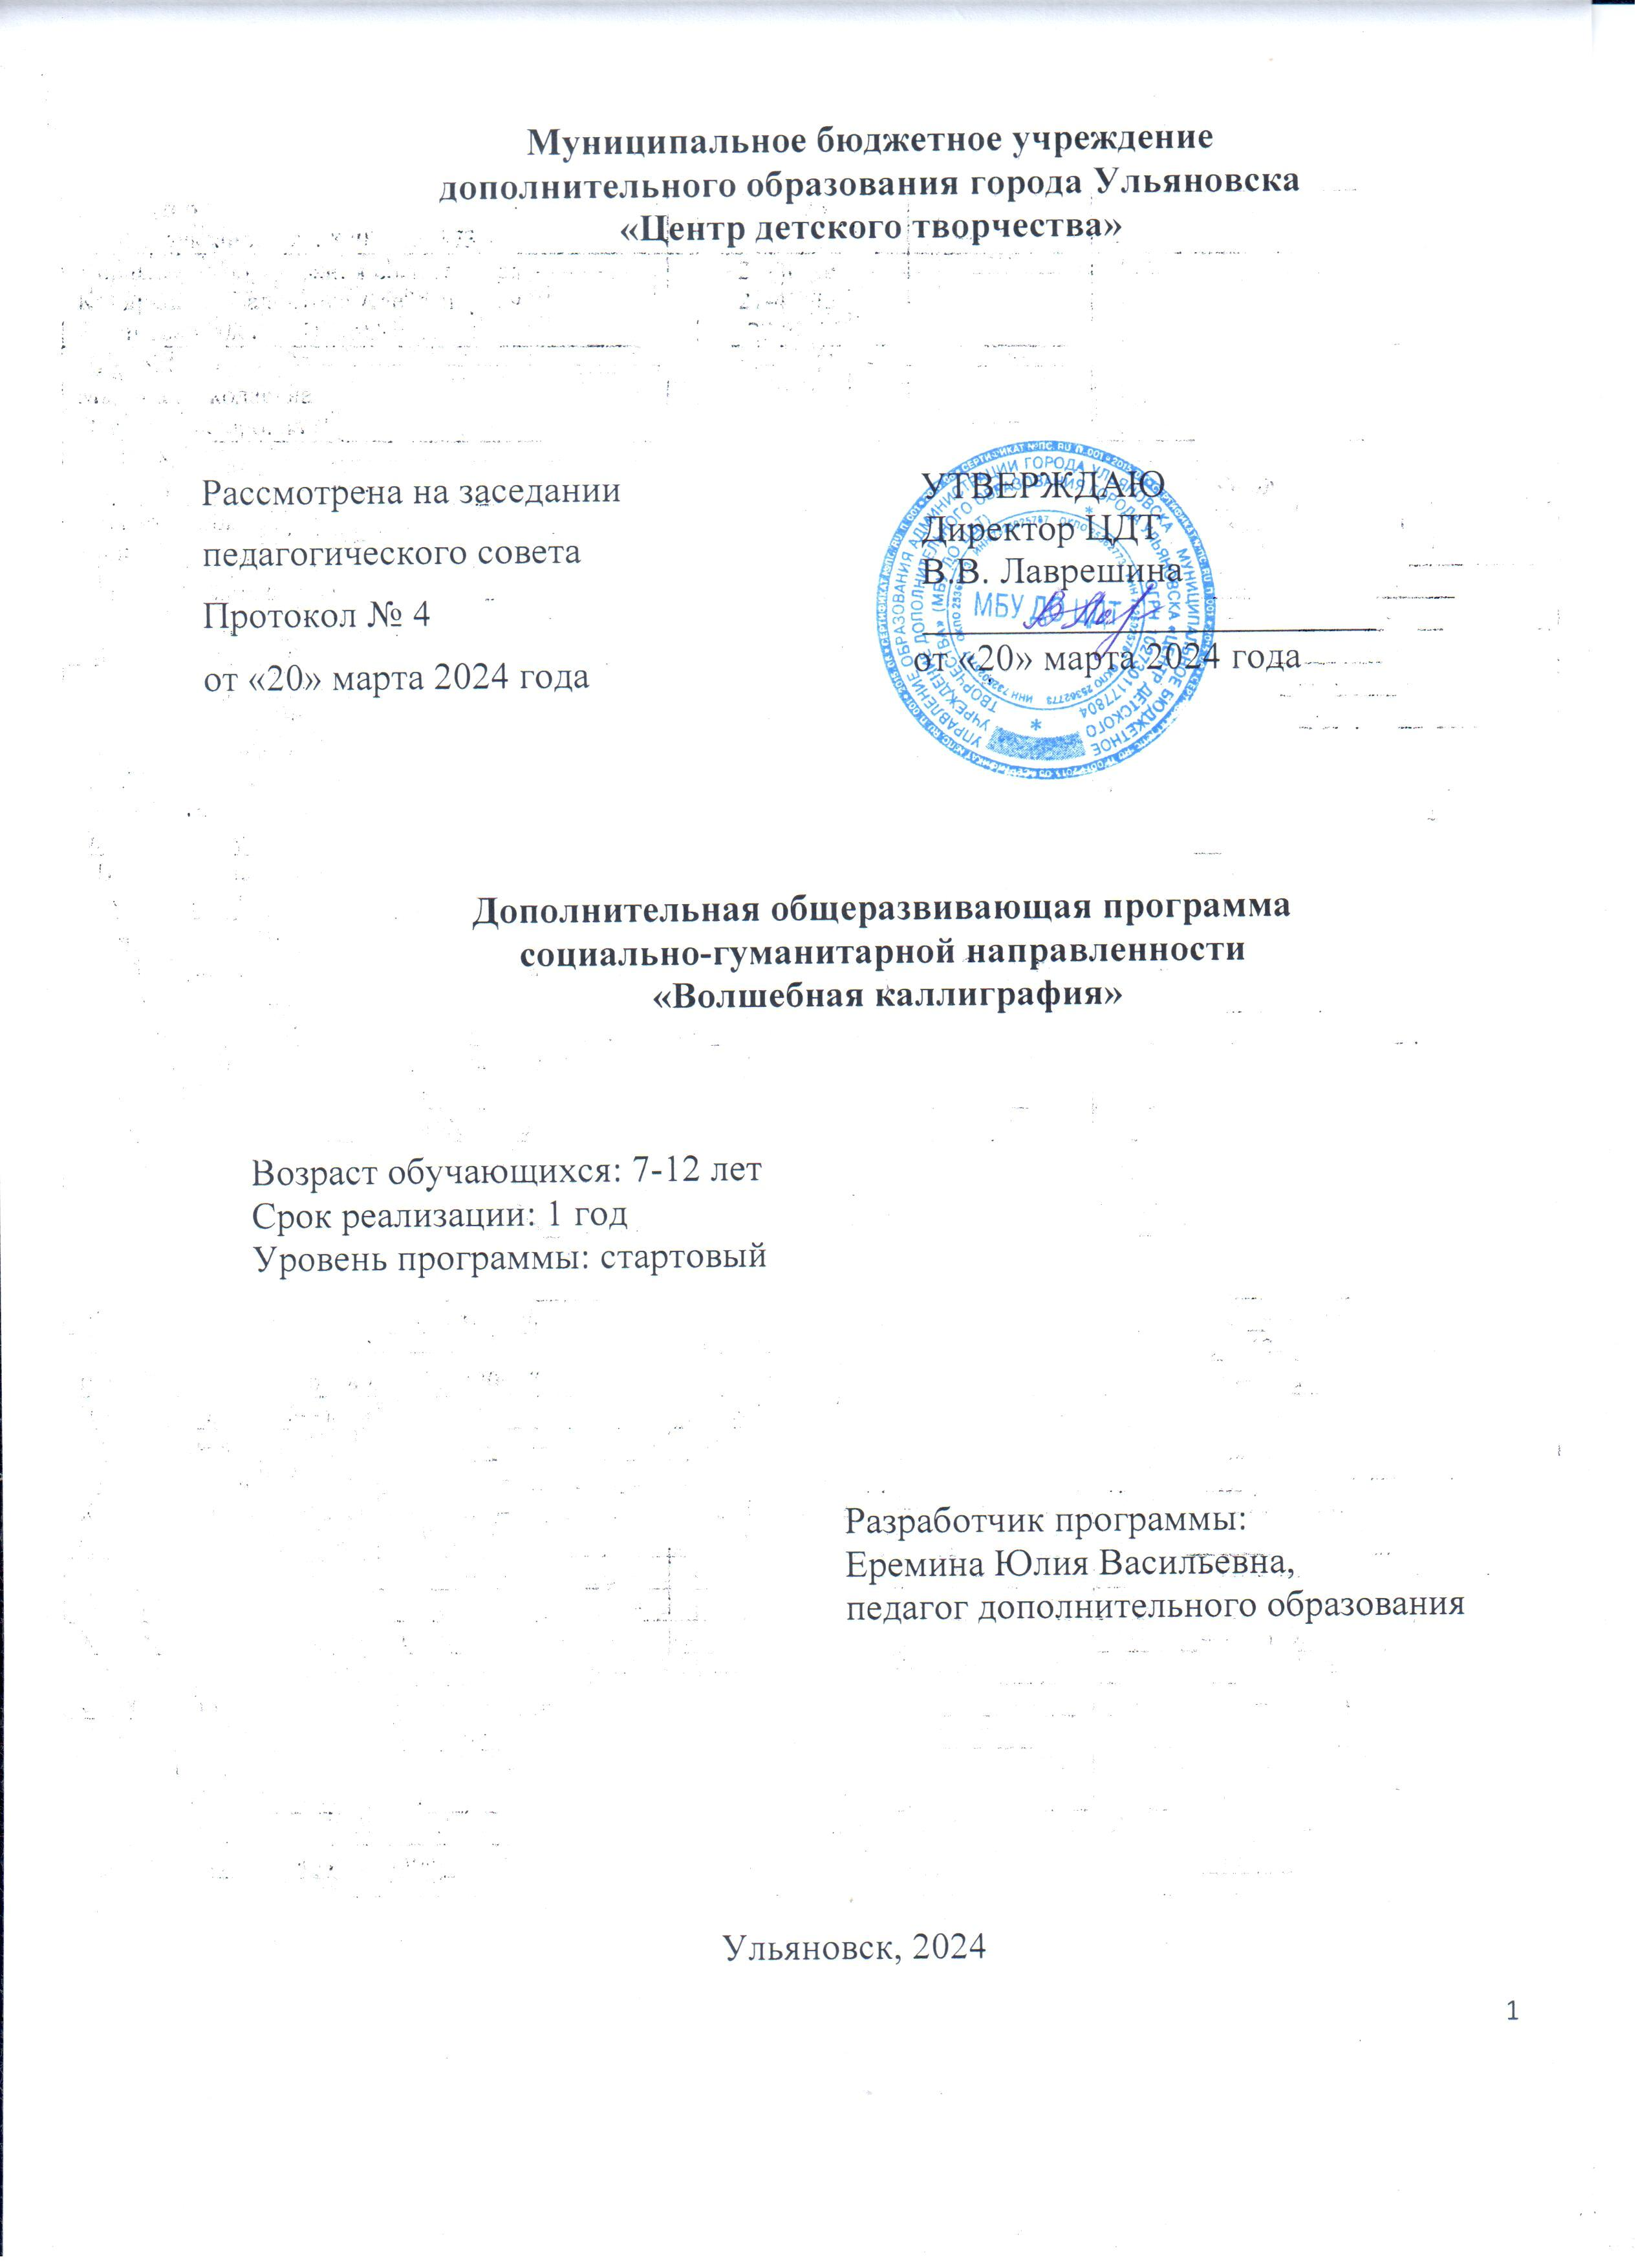 Муниципальное бюджетное учреждение
дополнительного образования города Ульяновска
«Центр детского творчества»
Рассмотрена на заседании
педагогического совета
Протокол № 4
от «20» марта 2024 года
УТВЕРЖДАЮ
Директор ЦДТ
В.В. Лаврешина
МБУ ДО ЦДТ
от «20» марта 2024 года
Дополнительная общеразвивающая программа
социально-гуманитарной направленности
«Волшебная каллиграфия»
Возраст обучающихся: 7-12 лет
Срок реализации: 1 год
Уровень программы: стартовый
Разработчик программы:
Еремина Юлия Васильевна,
педагог дополнительного образования
Ульяновск, 2024
1